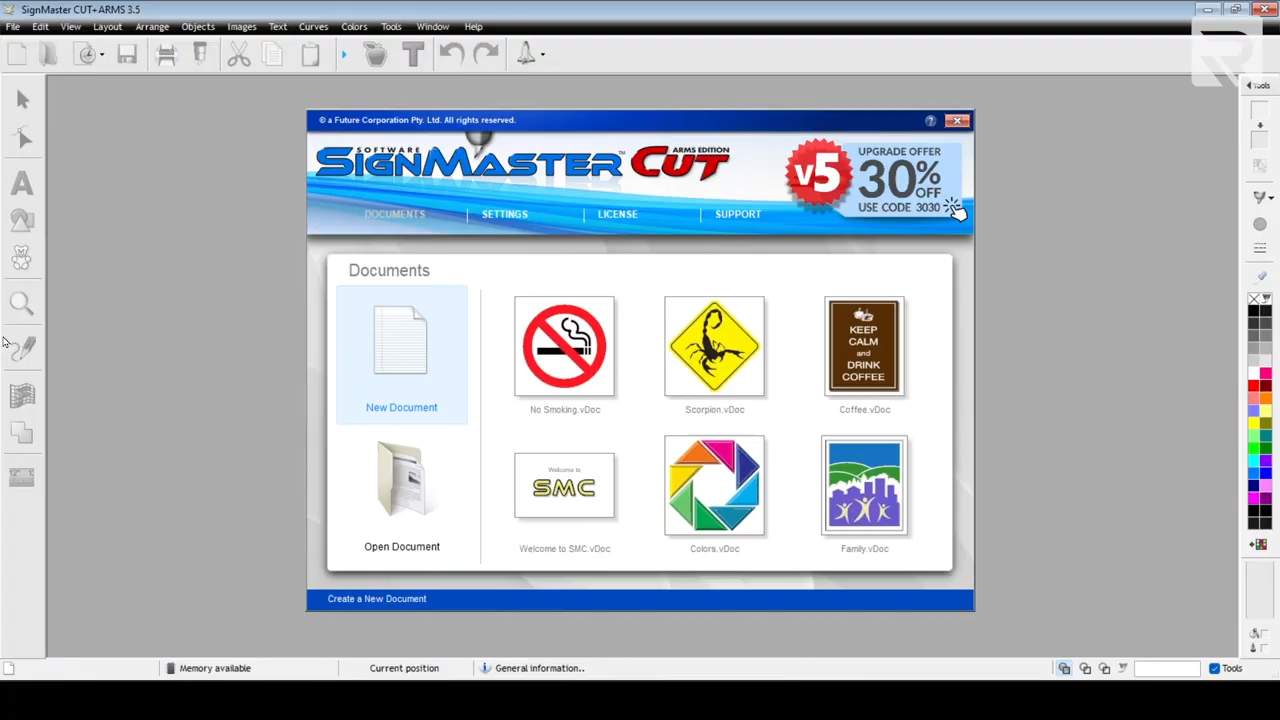 SignMaster CUT+ARMS 3.5
File Edit View Layout Arrange Objects Images Text Curves Colors Tools Window Help
Tools
© a Future Corporation Pty. Ltd. All rights reserved.
SOFTWARE
SIGNMASTER™ CUT
ARMS EDITION
v5
UPGRADE OFFER
30% OFF
USE CODE 3030
DOCUMENTS SETTINGS LICENSE SUPPORT
Documents
New Document
Open Document
No Smoking.vDoc
Scorpion.vDoc
KEEP
CALM
and
DRINK
COFFEE
Coffee.vDoc
Welcome to
SMC
Welcome to SMC.vDoc
Colors.vDoc
Family.vDoc
Create a New Document
Memory available
Current position
General information..
Tools